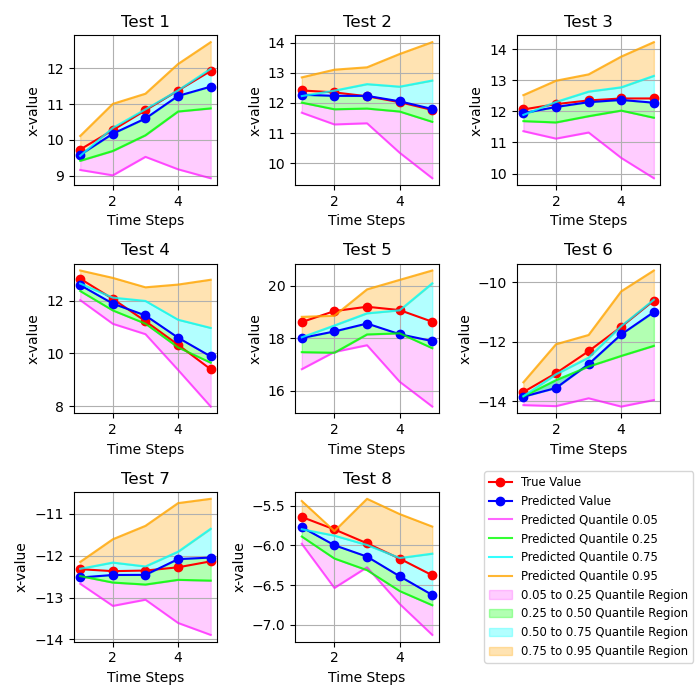 Test 1
Test 2
Test 3
x-value
12
11
10
9
2
4
Time Steps
x-value
14
13
12
11
10
2
4
Time Steps
x-value
14
13
12
11
10
2
4
Time Steps
Test 4
Test 5
Test 6
x-value
12
10
8
2
4
Time Steps
x-value
20
18
16
2
4
Time Steps
x-value
−10
−12
−14
2
4
Time Steps
Test 7
Test 8
x-value
−11
−12
−13
−14
2
4
Time Steps
x-value
−5.5
−6.0
−6.5
−7.0
2
4
Time Steps
True Value
Predicted Value
Predicted Quantile 0.05
Predicted Quantile 0.25
Predicted Quantile 0.75
Predicted Quantile 0.95
0.05 to 0.25 Quantile Region
0.25 to 0.50 Quantile Region
0.50 to 0.75 Quantile Region
0.75 to 0.95 Quantile Region